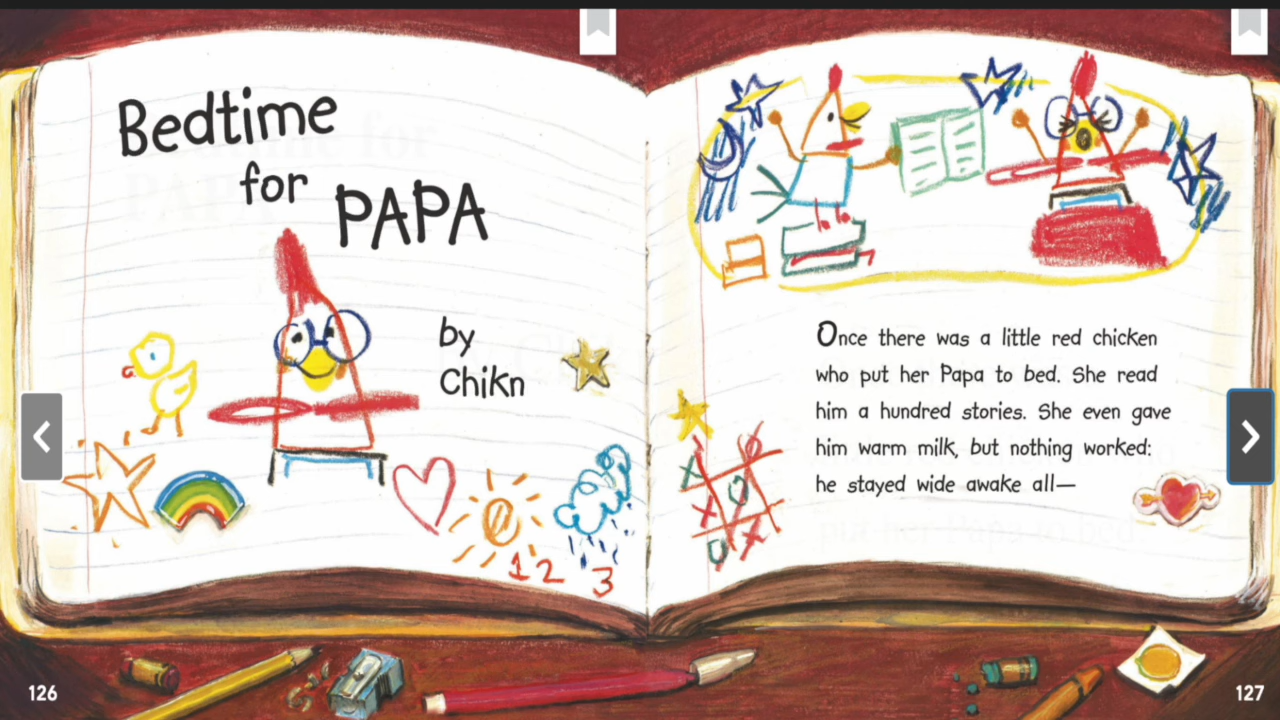 Bedtime
for PAPA
by
Chikn
1 2 3
126
Once there was a little red chicken
who put her Papa to bed. She read
him a hundred stories. She even gave
him warm milk, but nothing worked:
he stayed wide awake all—
127